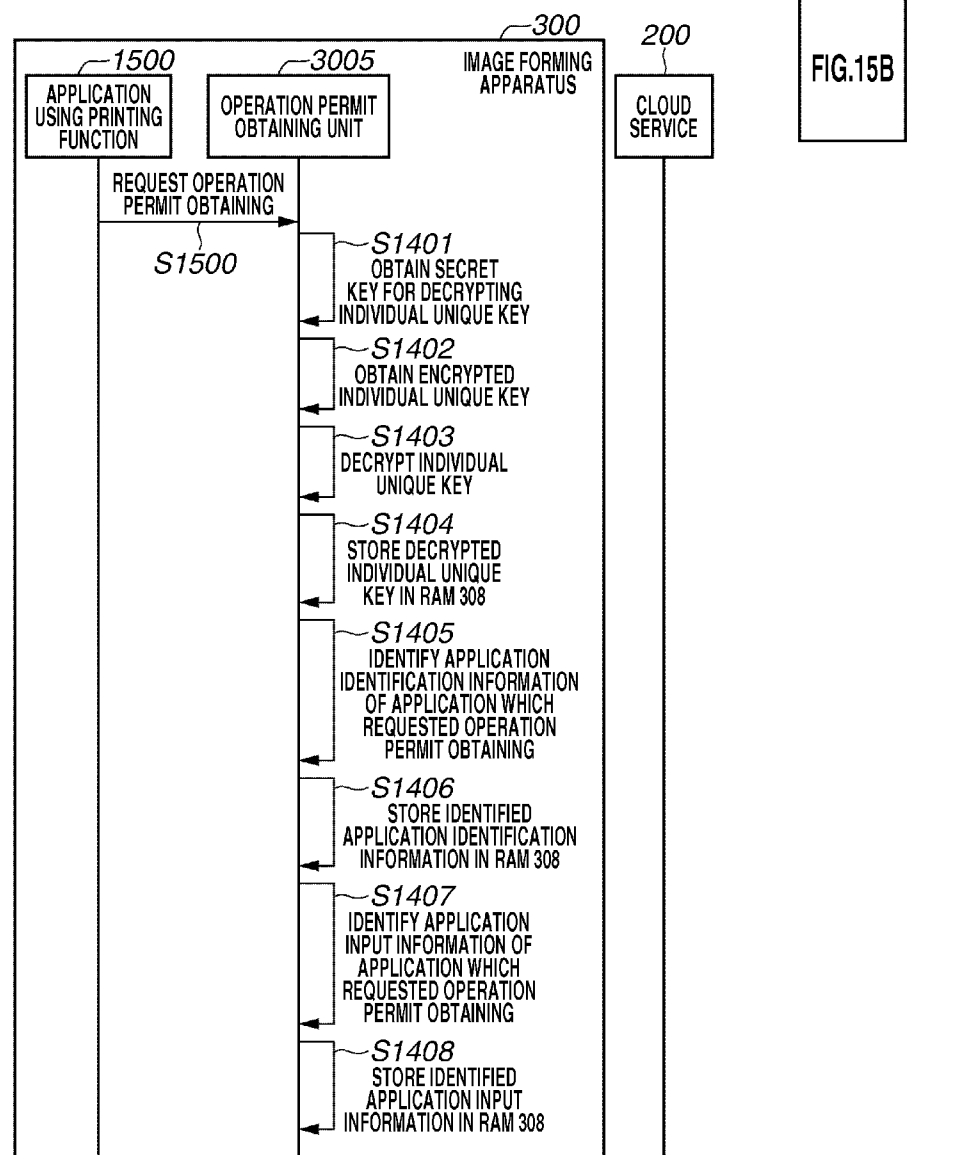 300
IMAGE FORMING
APPARATUS
1500
APPLICATION
USING PRINTING
FUNCTION
3005
OPERATION PERMIT
OBTAINING UNIT
200
CLOUD
SERVICE
FIG.15B
REQUEST OPERATION
PERMIT OBTAINING
S1500
S1401
OBTAIN SECRET
KEY FOR DECRYPTING
INDIVIDUAL UNIQUE KEY
S1402
OBTAIN ENCRYPTED
INDIVIDUAL UNIQUE KEY
S1403
DECRYPT INDIVIDUAL
UNIQUE KEY
S1404
STORE DECRYPTED
INDIVIDUAL UNIQUE
KEY IN RAM 308
S1405
IDENTIFY APPLICATION
IDENTIFICATION INFORMATION
OF APPLICATION WHICH
REQUESTED OPERATION
PERMIT OBTAINING
S1406
STORE IDENTIFIED
APPLICATION IDENTIFICATION
INFORMATION IN RAM 308
S1407
IDENTIFY APPLICATION
INPUT INFORMATION OF
APPLICATION WHICH
REQUESTED OPERATION
PERMIT OBTAINING
S1408
STORE IDENTIFIED
APPLICATION INPUT
INFORMATION IN RAM 308